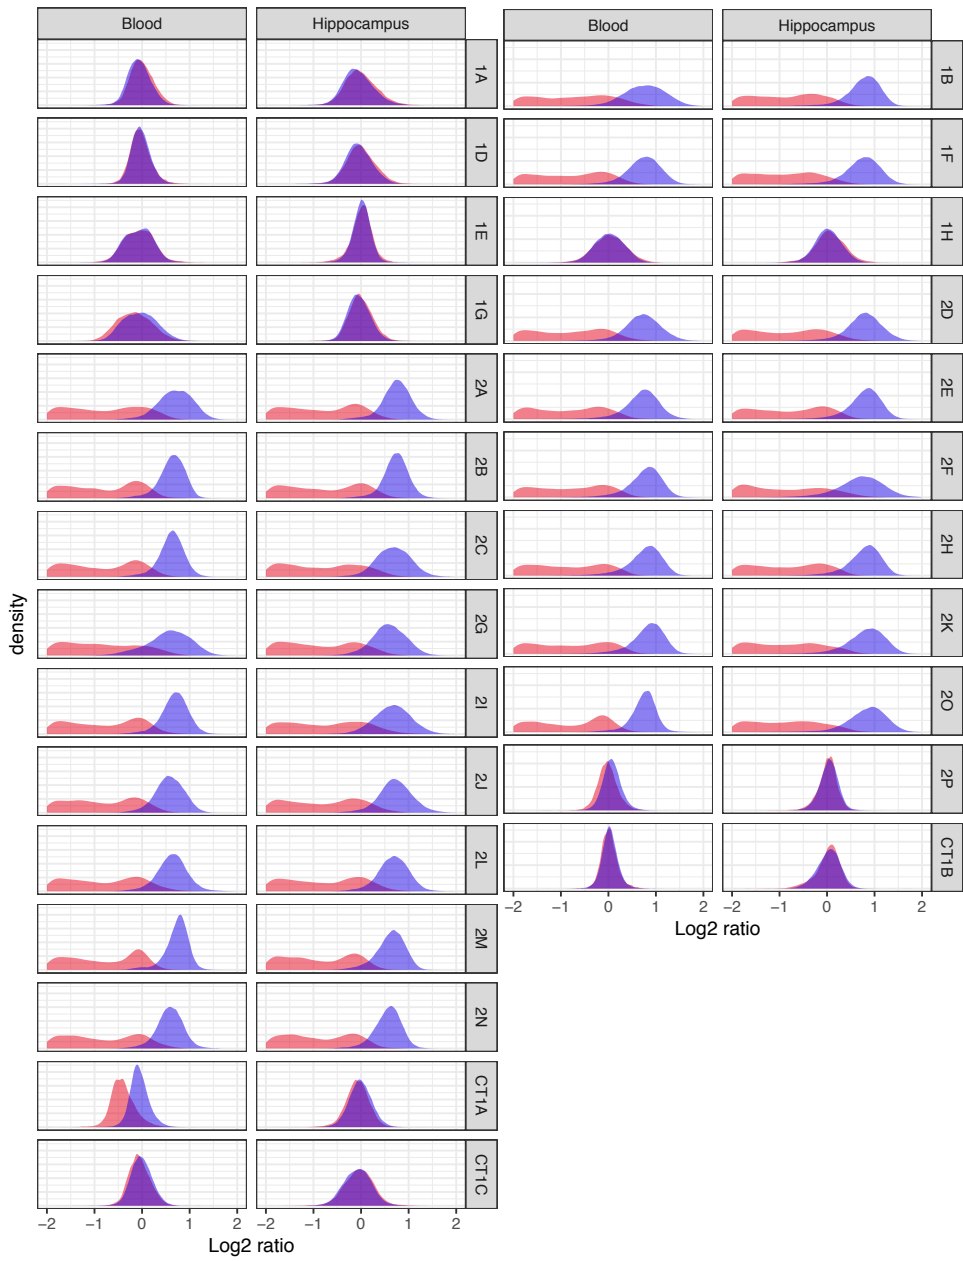 Blood Hippocampus
1A
1D
1E
1G
2A
2B
2C
2G
2I
2J
2L
2M
2N
CT1A
CT1C
density
−2 −1 0 1 2 −2 −1 0 1 2
Log2 ratio
Blood Hippocampus
1B
1F
1H
2D
2E
2F
2H
2K
2O
2P
CT1B
−2 −1 0 1 2 −2 −1 0 1 2
Log2 ratio